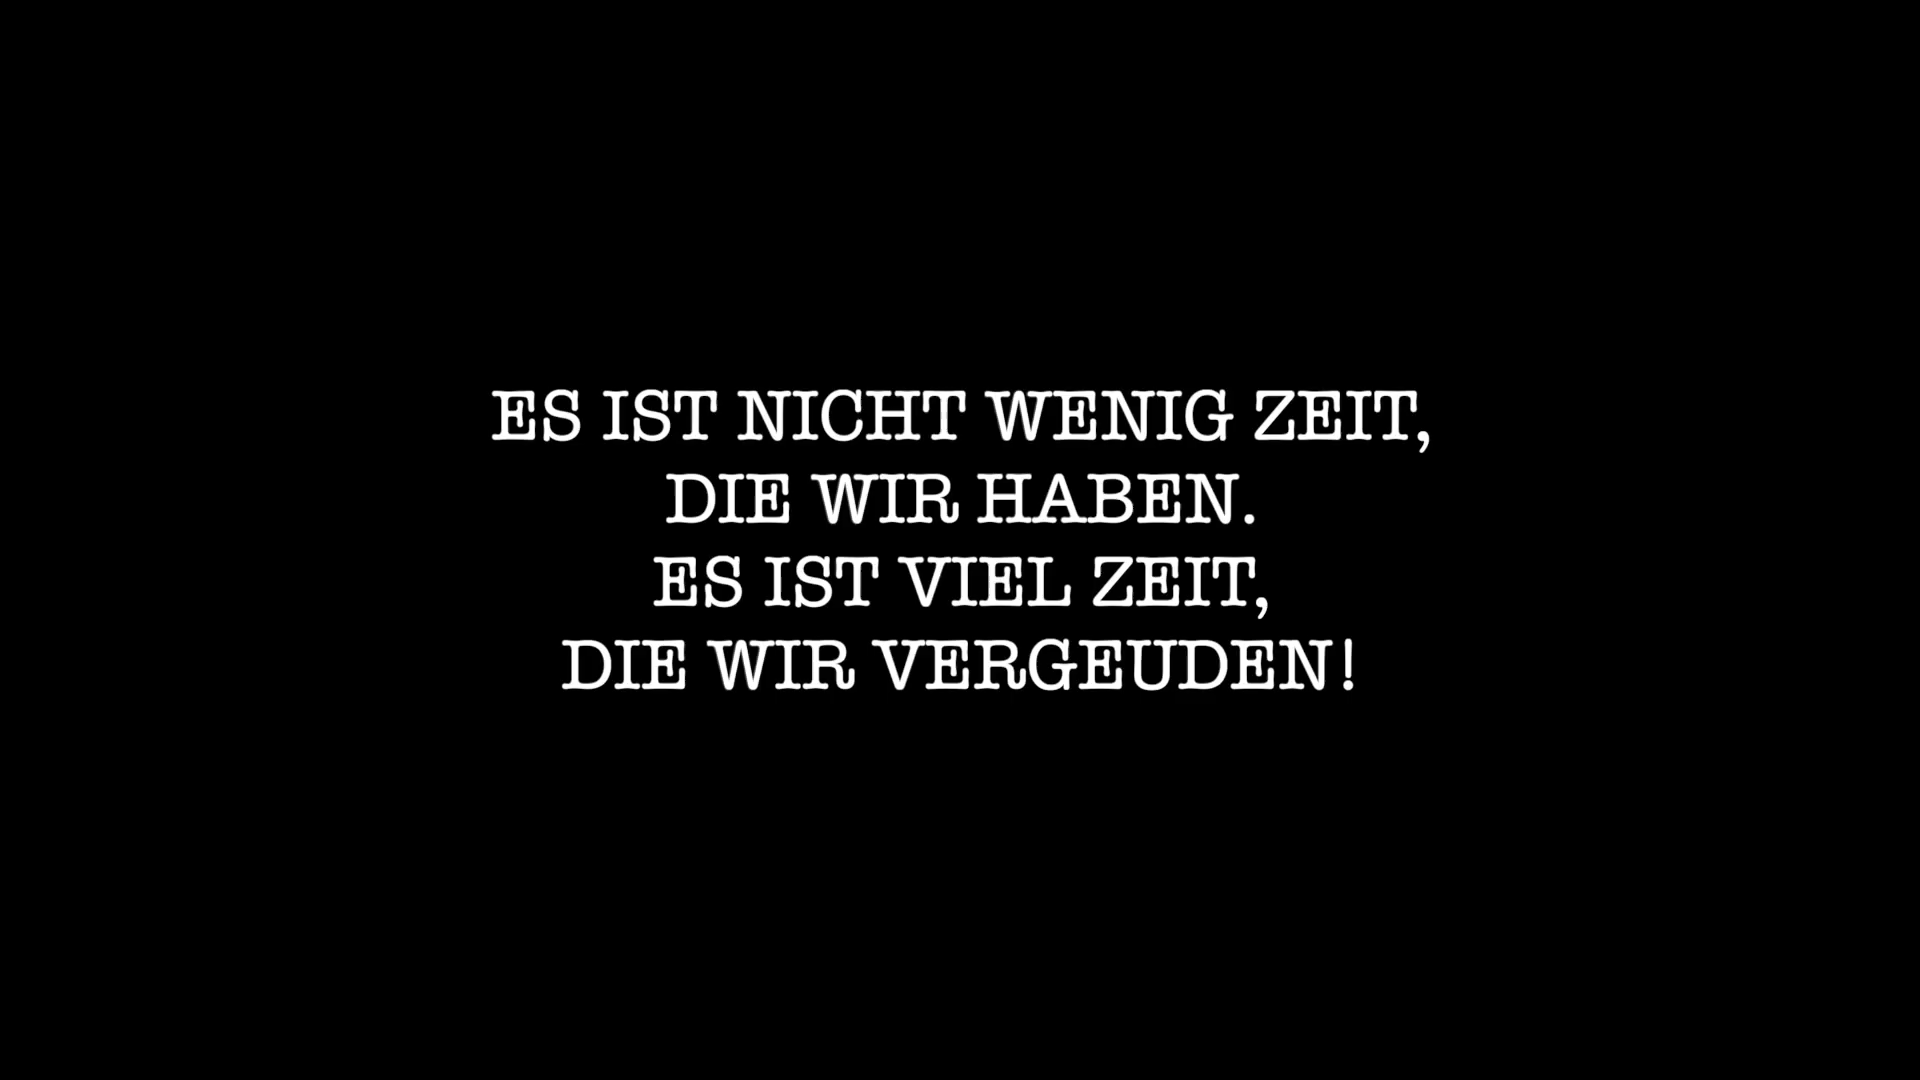 ES IST NICHT WENIG ZEIT,
DIE WIR HABEN.
ES IST VIEL ZEIT,
DIE WIR VERGEUDEN!